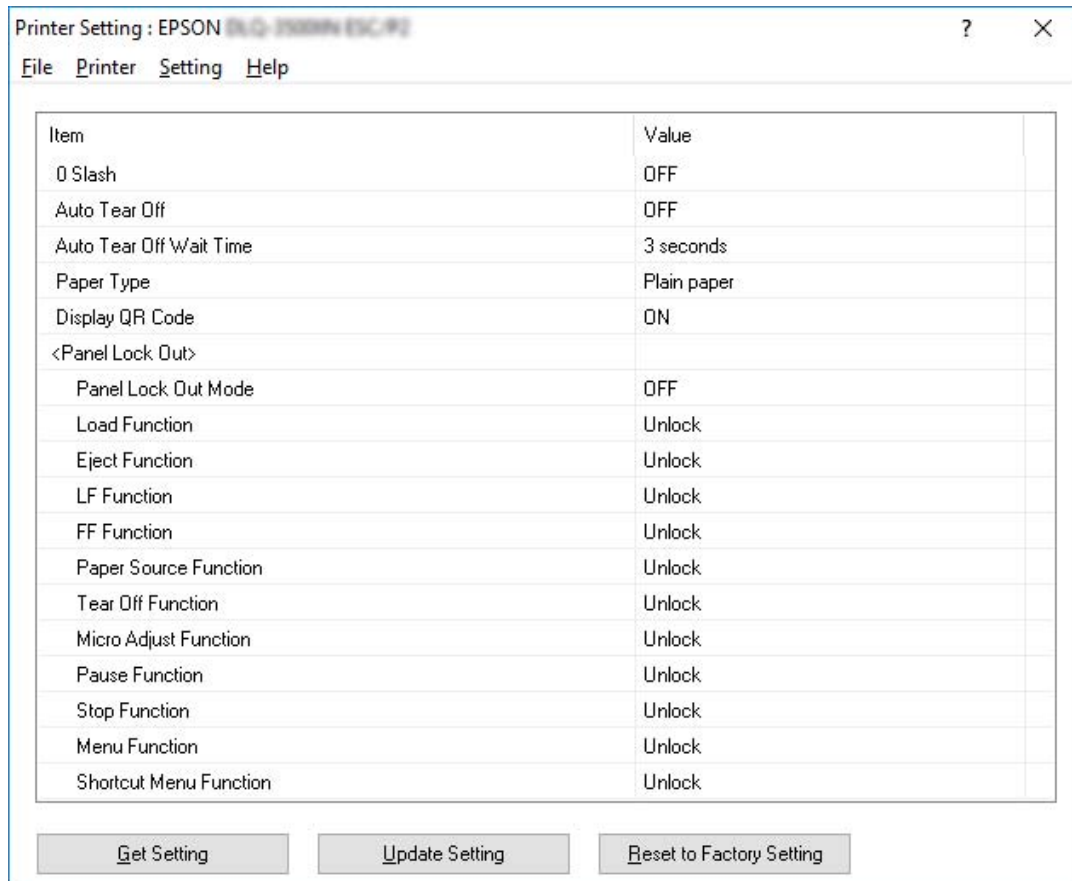 Printer Setting : EPSON
? ×
File Printer Setting Help
Item Value
0 Slash OFF
Auto Tear Off OFF
Auto Tear Off Wait Time 3 seconds
Paper Type Plain paper
Display QR Code ON
<Panel Lock Out>
Panel Lock Out Mode OFF
Load Function Unlock
Eject Function Unlock
LF Function Unlock
FF Function Unlock
Paper Source Function Unlock
Tear Off Function Unlock
Micro Adjust Function Unlock
Pause Function Unlock
Stop Function Unlock
Menu Function Unlock
Shortcut Menu Function Unlock
Get Setting Update Setting Reset to Factory Setting